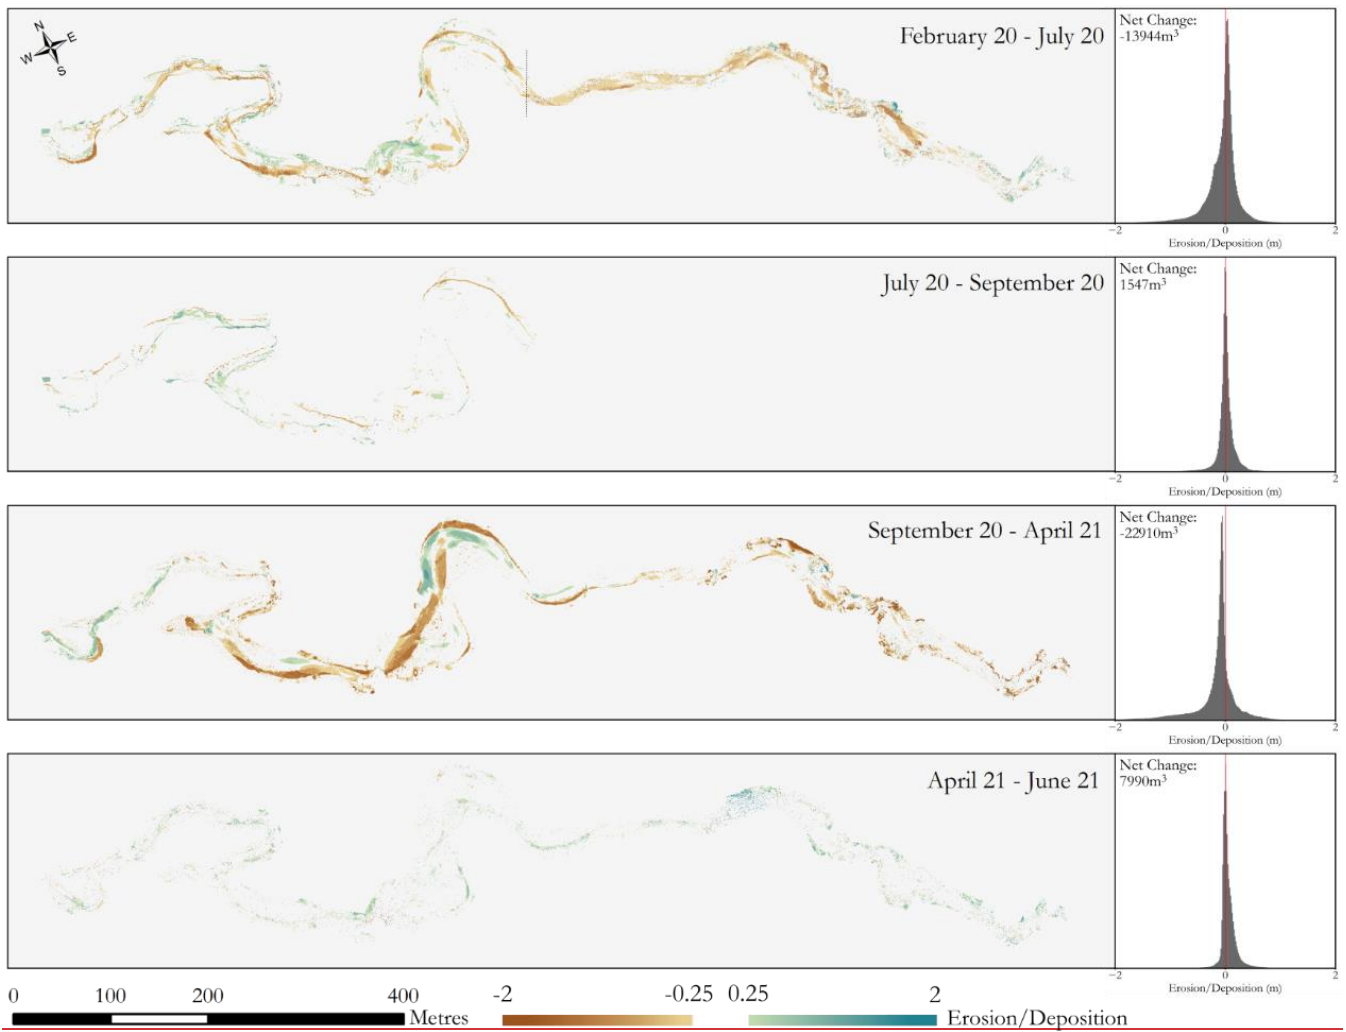 N
E
W
S
February 20 - July 20
Net Change:
-13944m³
−2 0 2
Erosion/Deposition (m)
July 20 - September 20
Net Change:
1547m³
−2 0 2
Erosion/Deposition (m)
September 20 - April 21
Net Change:
-22910m³
−2 0 2
Erosion/Deposition (m)
April 21 - June 21
Net Change:
7990m³
−2 0 2
Erosion/Deposition (m)
0 100 200 400 -2 -0.25 0.25 2
Metres Erosion/Deposition